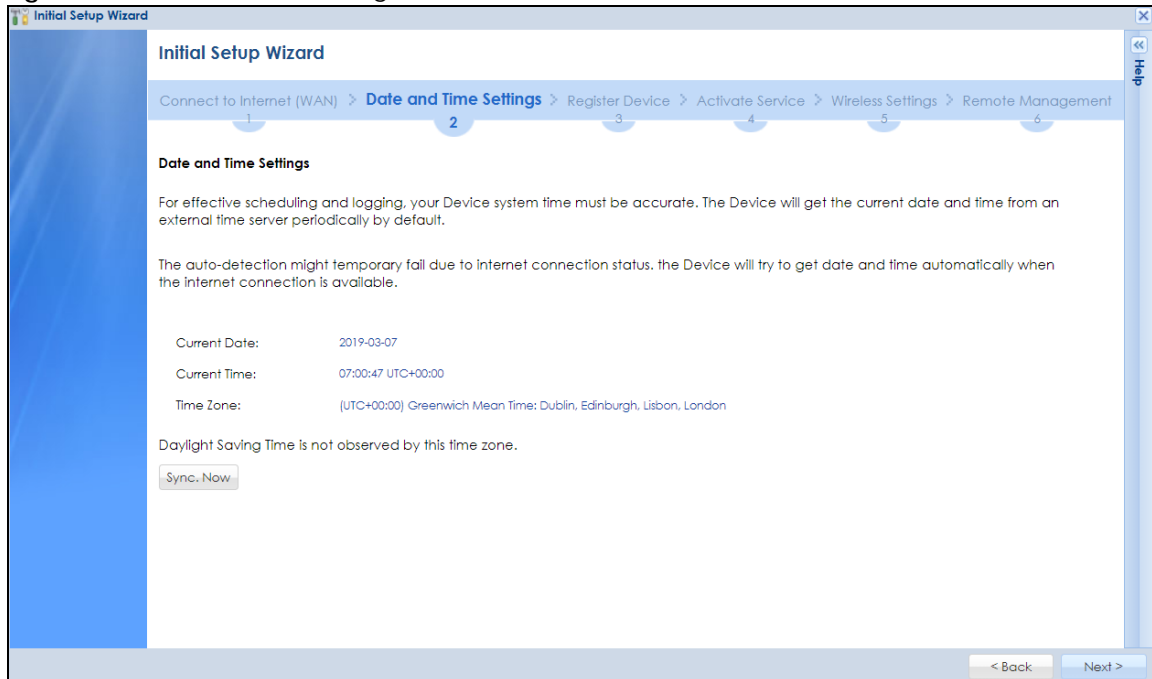 Initial Setup Wizard
Initial Setup Wizard
Help
Connect to Internet (WAN) > Date and Time Settings > Register Device > Activate Service > Wireless Settings > Remote Management
1 2 3 4 5 6
Date and Time Settings
For effective scheduling and logging, your Device system time must be accurate. The Device will get the current date and time from an
external time server periodically by default.
The auto-detection might temporary fail due to internet connection status. the Device will try to get date and time automatically when
the internet connection is available.
Current Date: 2019-03-07
Current Time: 07:00:47 UTC+00:00
Time Zone: (UTC+00:00) Greenwich Mean Time: Dublin, Edinburgh, Lisbon, London
Daylight Saving Time is not observed by this time zone.
Sync. Now
< Back Next >